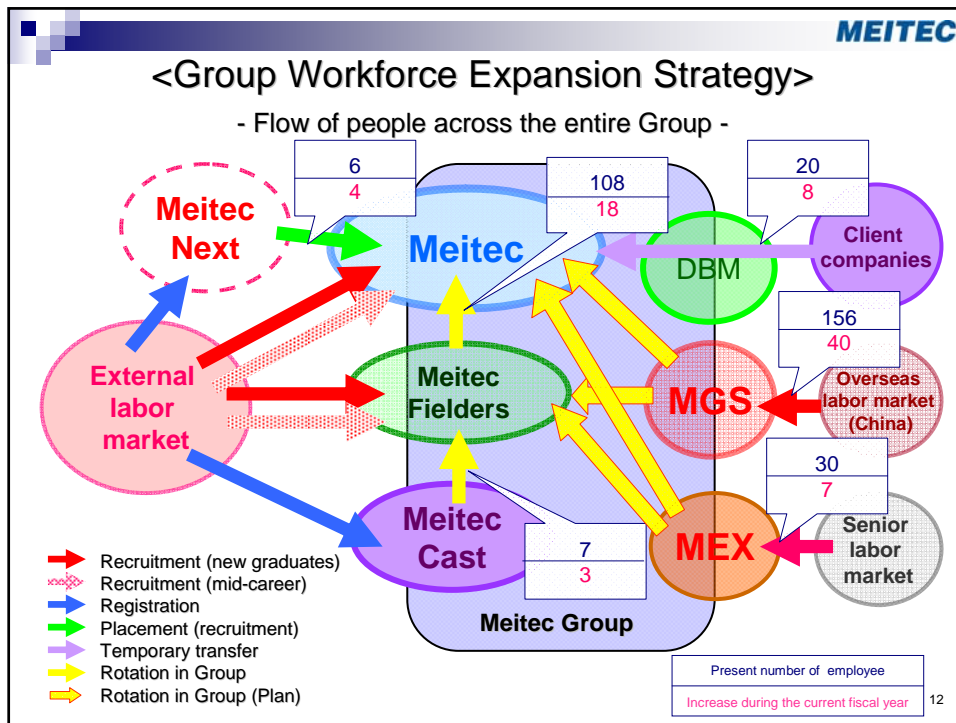 MEITEC
<Group Workforce Expansion Strategy>
- Flow of people across the entire Group -
6
4
108
18
20
8
Meitec
Next
Meitec
DBM
Client
companies
156
40
External
labor
market
Meitec
Fielders
MGS
Overseas
labor market
(China)
30
7
Meitec
Cast
7
3
MEX
Senior
labor
market
Meitec Group
Recruitment (new graduates)
Recruitment (mid-career)
Registration
Placement (recruitment)
Temporary transfer
Rotation in Group
Rotation in Group (Plan)
Present number of employee
Increase during the current fiscal year
12